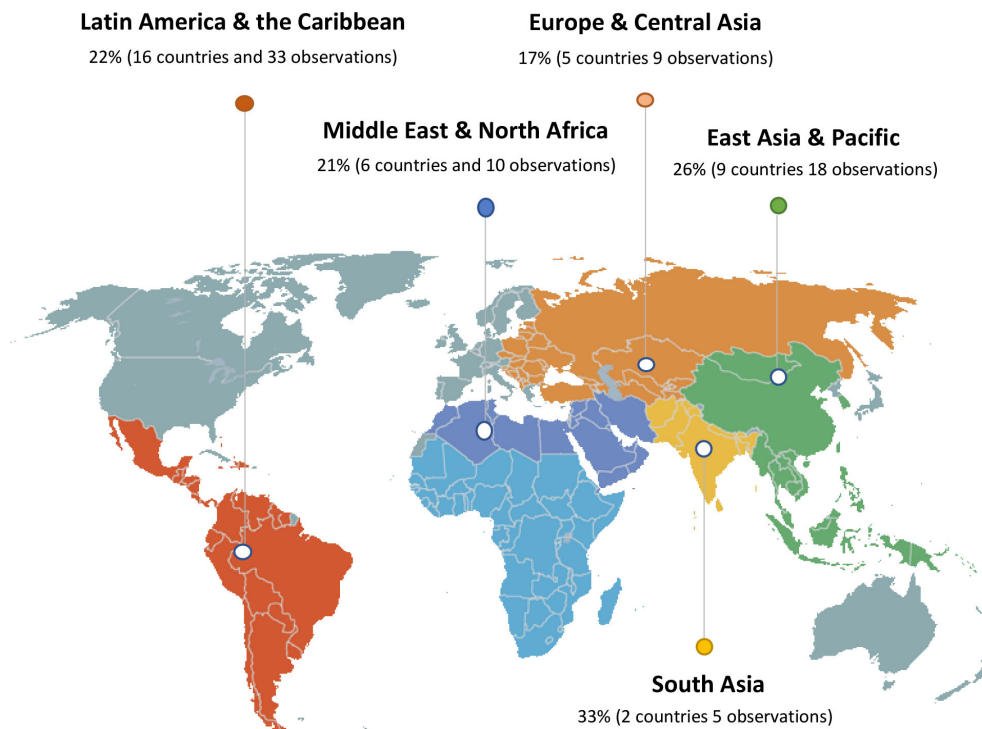 Latin America & the Caribbean
22% (16 countries and 33 observations)
Europe & Central Asia
17% (5 countries 9 observations)
Middle East & North Africa
21% (6 countries and 10 observations)
East Asia & Pacific
26% (9 countries 18 observations)
South Asia
33% (2 countries 5 observations)